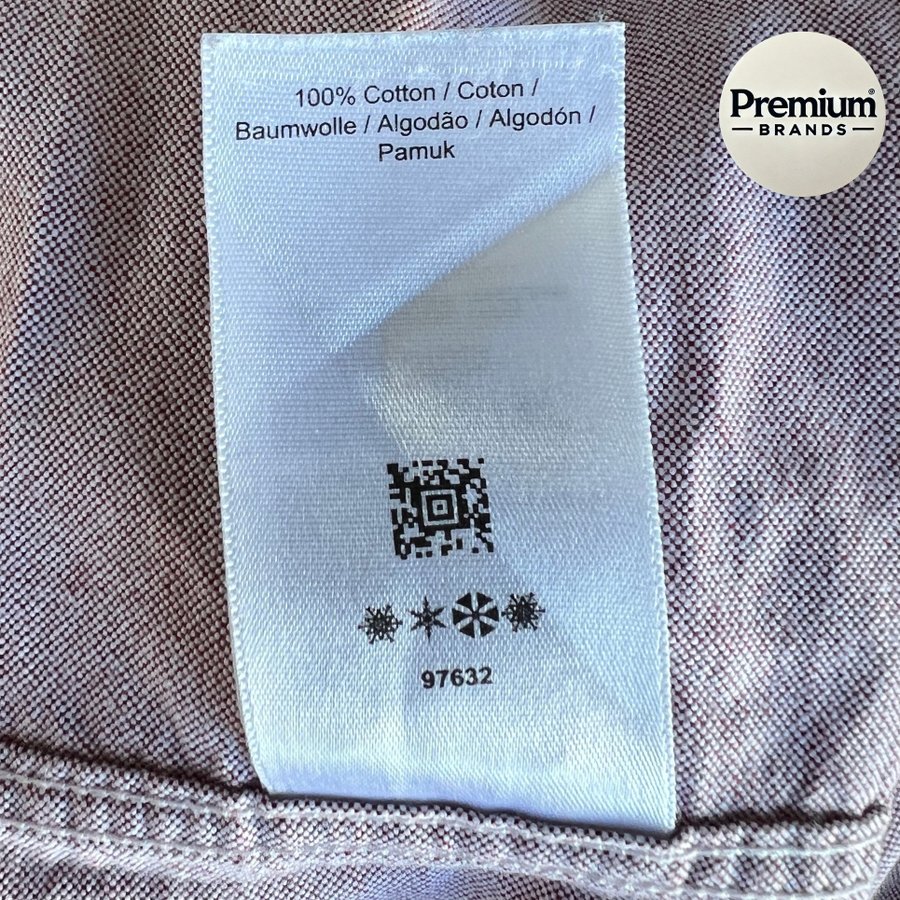 100% Cotton / Coton /
Baumwolle / Algodão / Algodón /
Pamuk
97632
Premium®
BRANDS